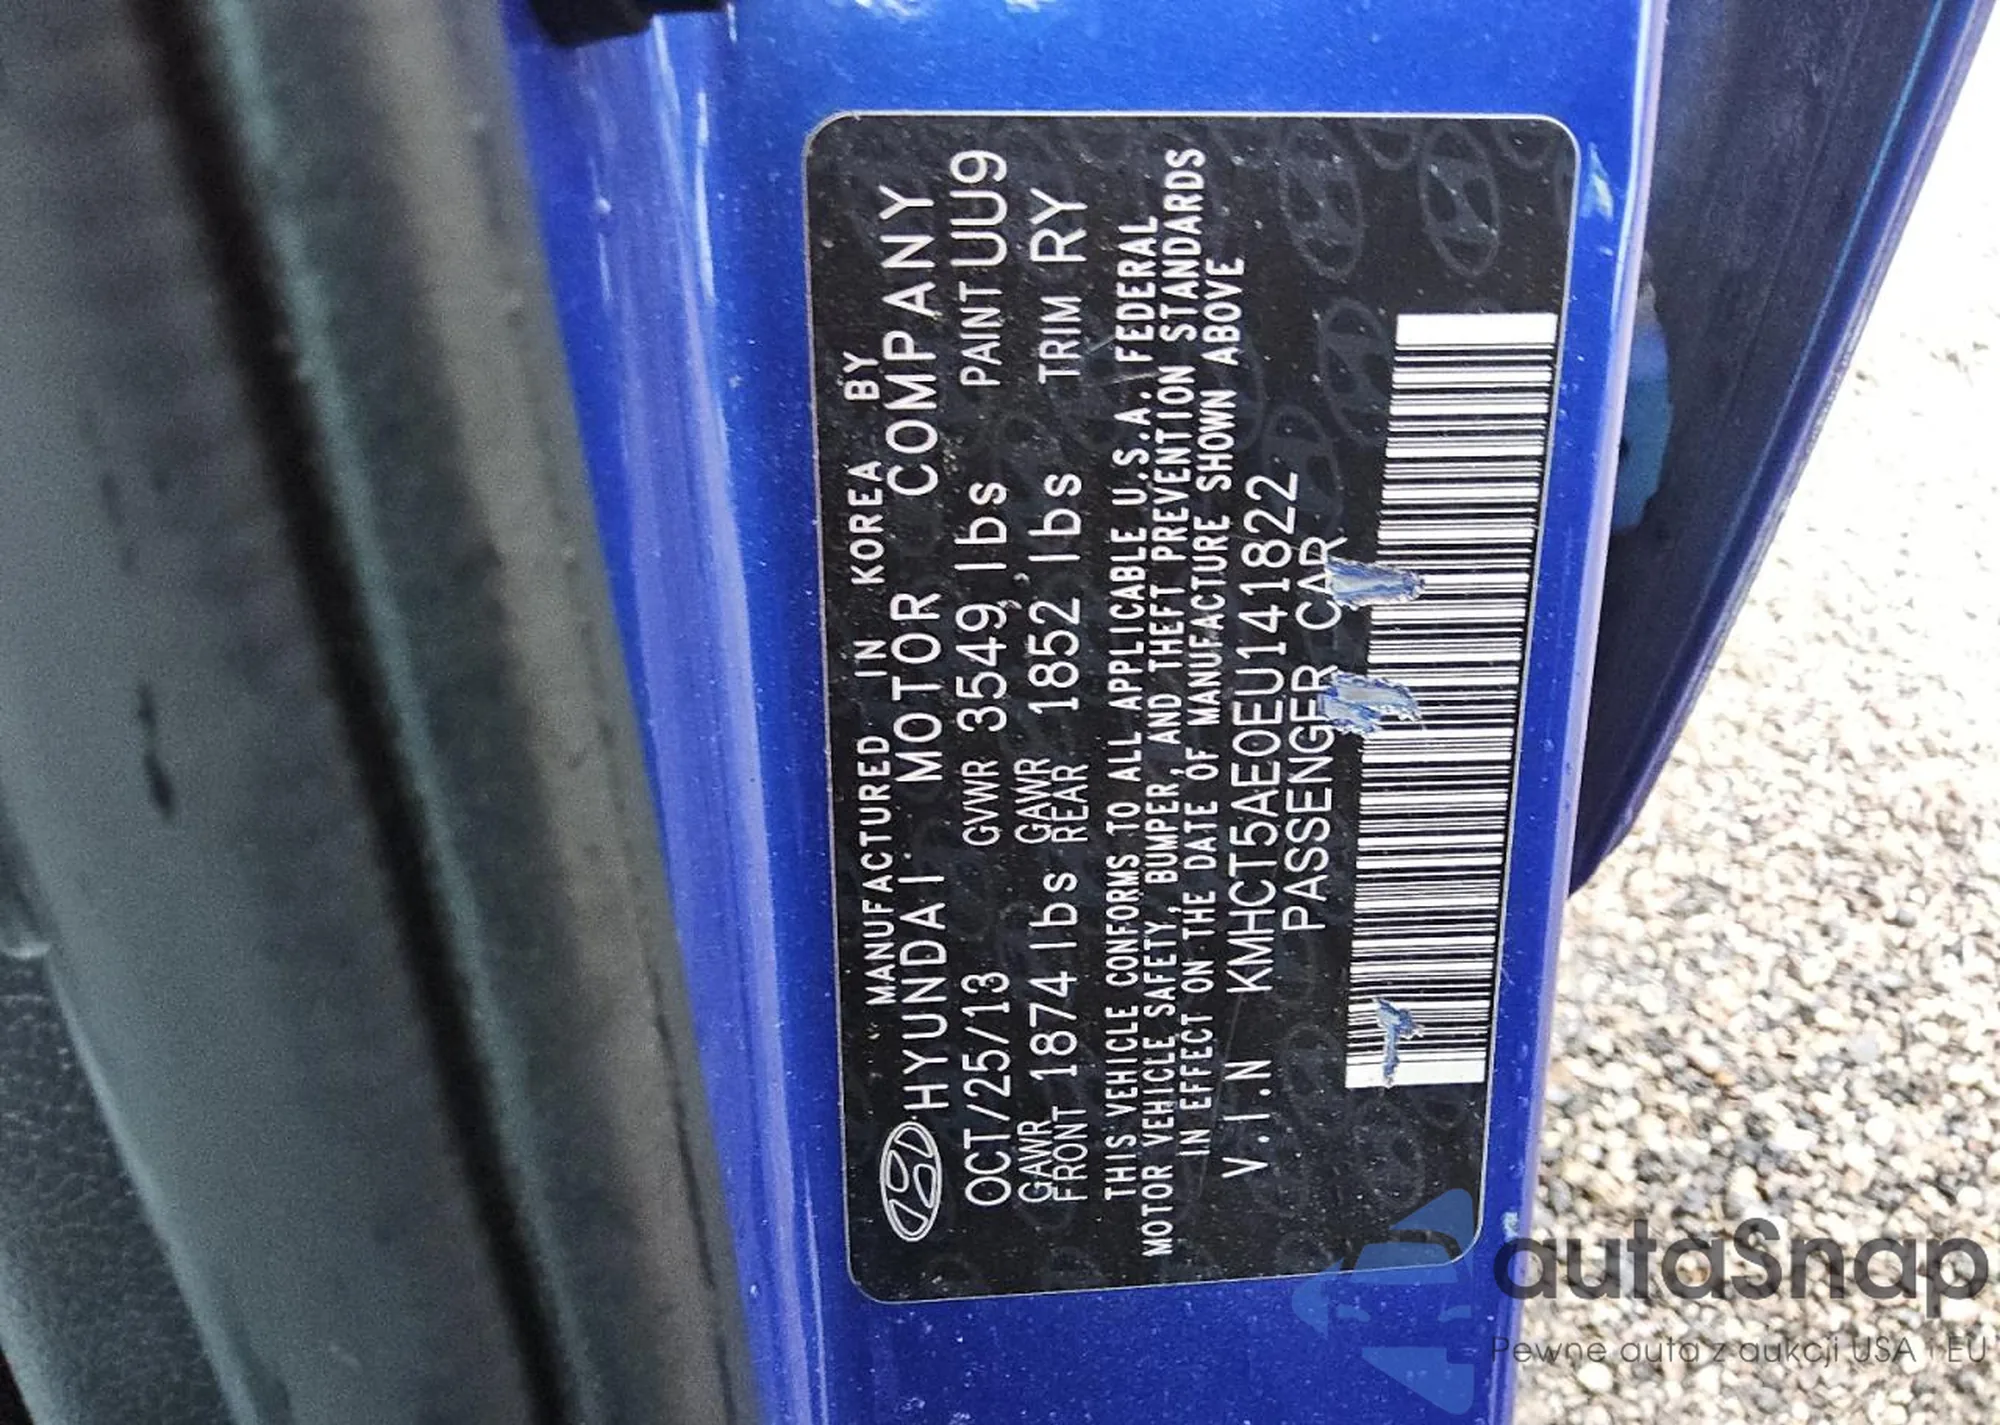 MANUFACTURED IN KOREA BY
HYUNDAI MOTOR COMPANY
OCT/25/13 GVWR 3549 lbs PAINT UU9
GAWR FRONT 1874 lbs GAWR REAR 1852 lbs TRIM RY
THIS VEHICLE CONFORMS TO ALL APPLICABLE U.S.A. FEDERAL
MOTOR VEHICLE SAFETY, BUMPER, AND THEFT PREVENTION STANDARDS
IN EFFECT ON THE DATE OF MANUFACTURE SHOWN ABOVE
V.I.N KMHCT5AE0EU141822
PASSENGER CAR
autaSnap
Pewne auta z aukcji USA i EU